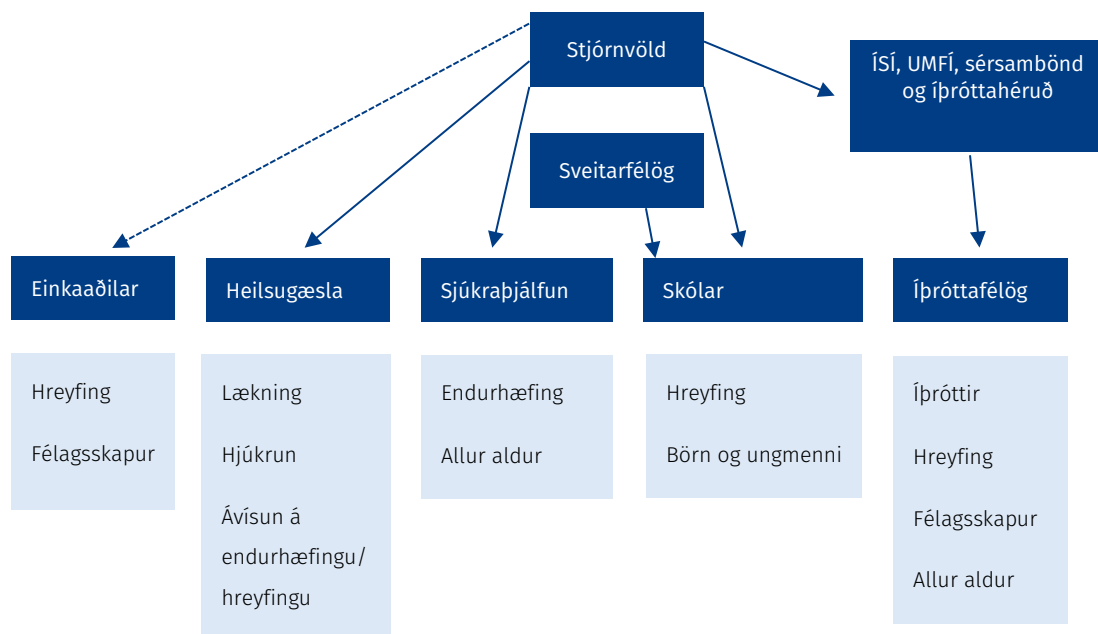 Stjórnvöld
ÍSÍ, UMFÍ, sérsambönd
og íþróttahéruð
Sveitarfélög
Einkaaðilar
Heilsugæsla
Sjúkraþjálfun
Skólar
Íþróttafélög
Hreyfing
Félagsskapur
Lækning
Hjúkrun
Ávísun á
endurhæfingu/
hreyfingu
Endurhæfing
Allur aldur
Hreyfing
Börn og ungmenni
Íþróttir
Hreyfing
Félagsskapur
Allur aldur